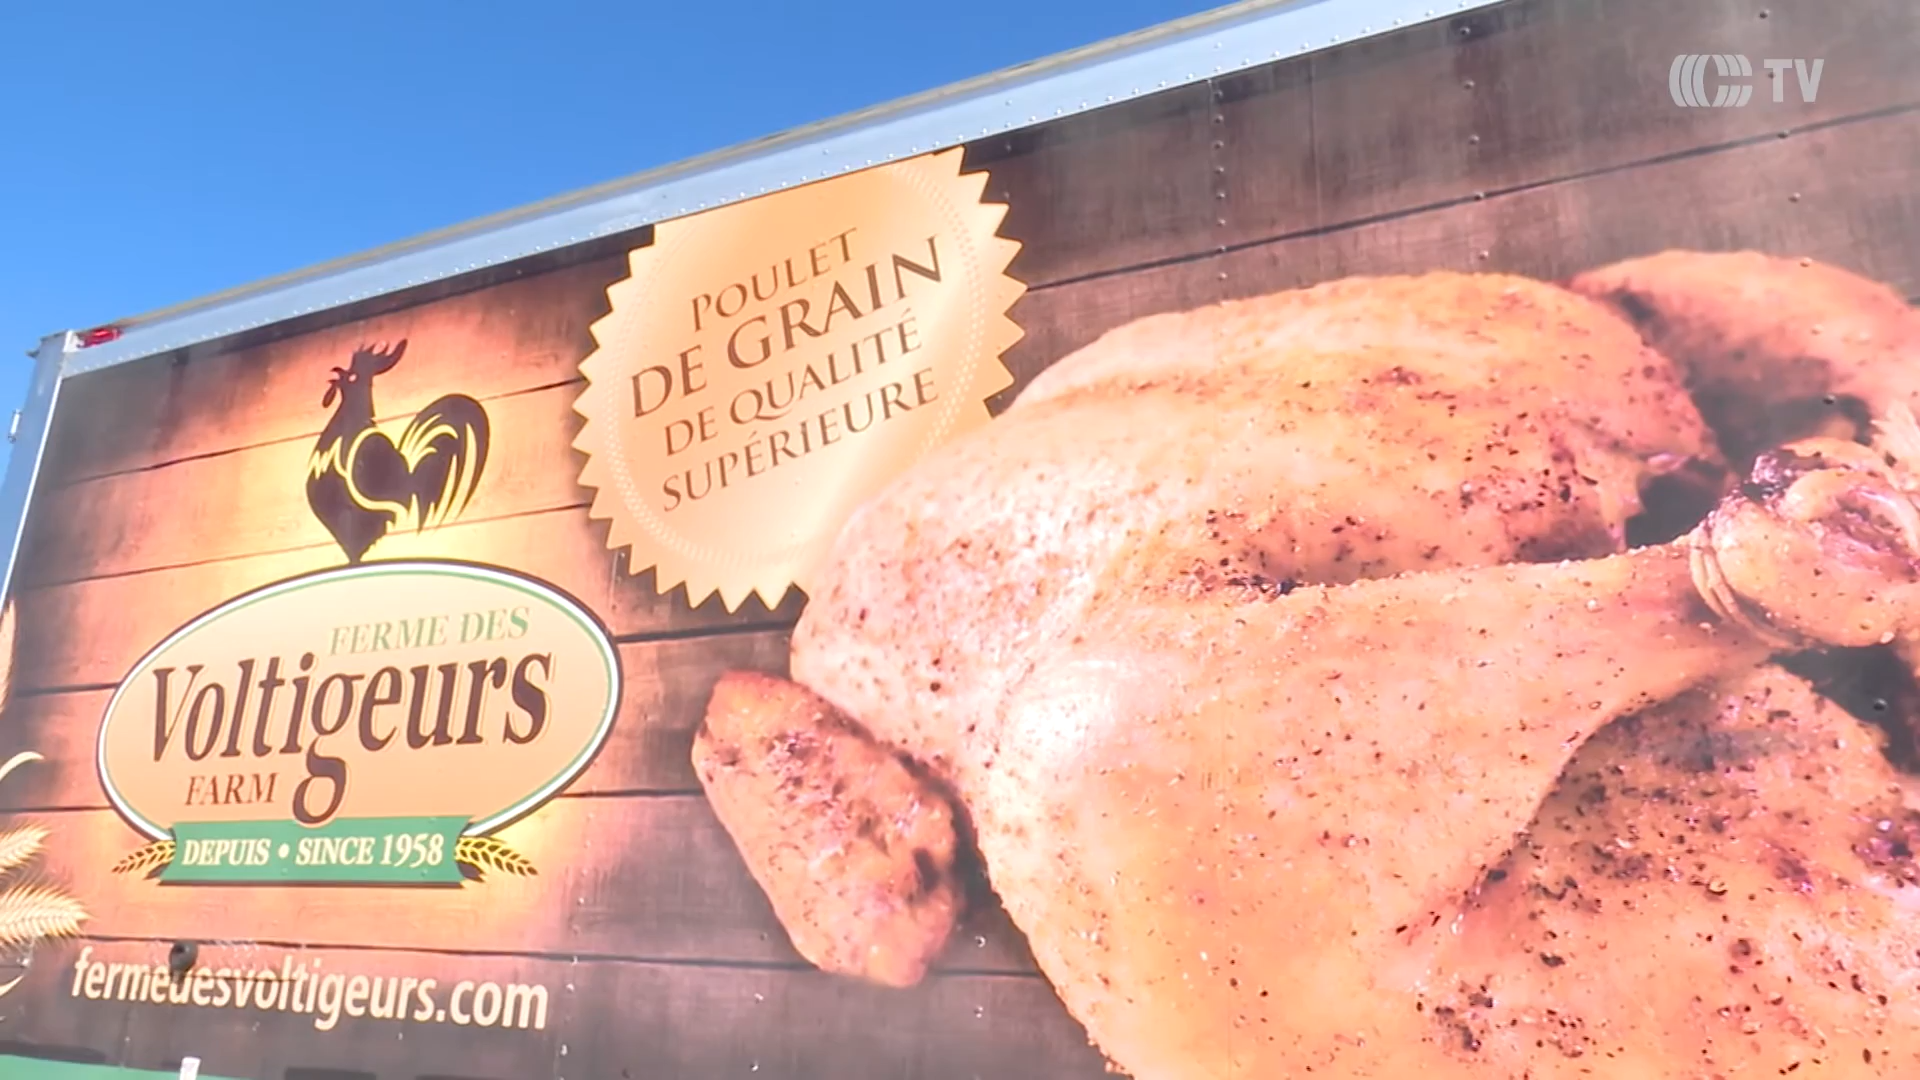 TV
POULET
DE GRAIN
DE QUALITÉ
SUPÉRIEURE
FERME DES
Voltigeurs
FARM
DEPUIS • SINCE 1958
fermedesvoltigeurs.com